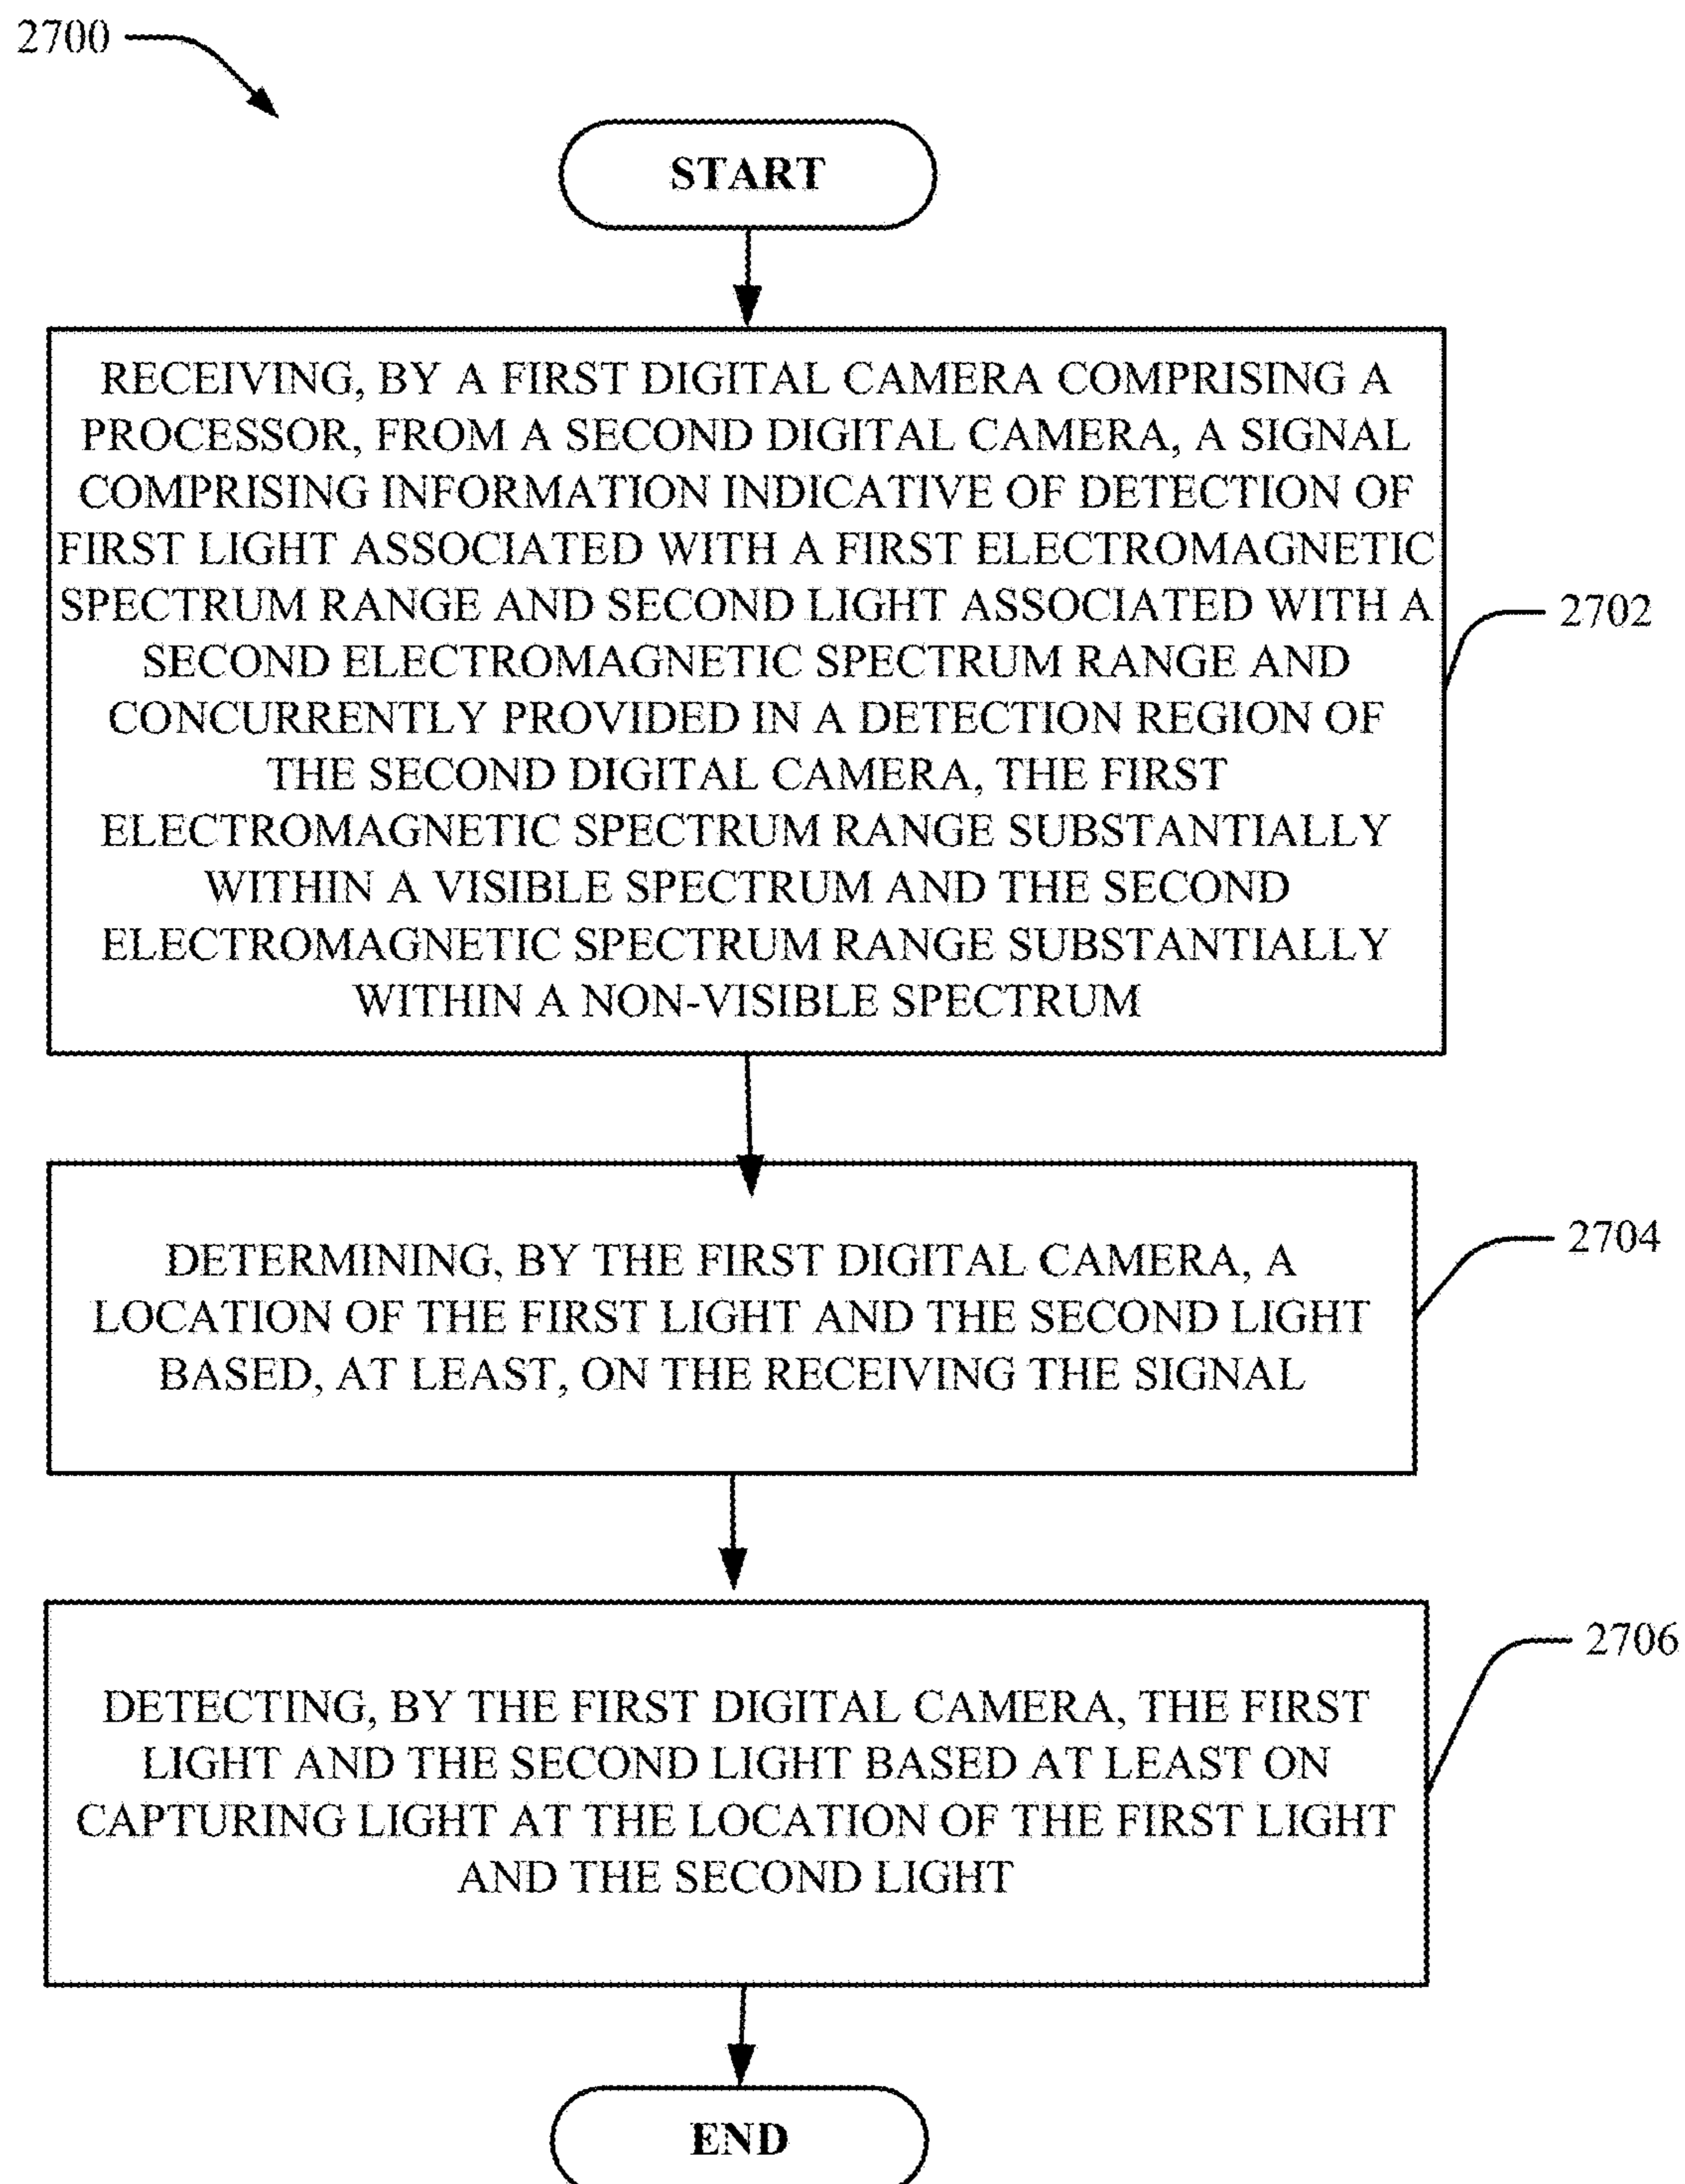 2700
START
RECEIVING, BY A FIRST DIGITAL CAMERA COMPRISING A
PROCESSOR, FROM A SECOND DIGITAL CAMERA, A SIGNAL
COMPRISING INFORMATION INDICATIVE OF DETECTION OF
FIRST LIGHT ASSOCIATED WITH A FIRST ELECTROMAGNETIC
SPECTRUM RANGE AND SECOND LIGHT ASSOCIATED WITH A
SECOND ELECTROMAGNETIC SPECTRUM RANGE AND
CONCURRENTLY PROVIDED IN A DETECTION REGION OF
THE SECOND DIGITAL CAMERA, THE FIRST
ELECTROMAGNETIC SPECTRUM RANGE SUBSTANTIALLY
WITHIN A VISIBLE SPECTRUM AND THE SECOND
ELECTROMAGNETIC SPECTRUM RANGE SUBSTANTIALLY
WITHIN A NON-VISIBLE SPECTRUM
2702
DETERMINING, BY THE FIRST DIGITAL CAMERA, A
LOCATION OF THE FIRST LIGHT AND THE SECOND LIGHT
BASED, AT LEAST, ON THE RECEIVING THE SIGNAL
2704
DETECTING, BY THE FIRST DIGITAL CAMERA, THE FIRST
LIGHT AND THE SECOND LIGHT BASED AT LEAST ON
CAPTURING LIGHT AT THE LOCATION OF THE FIRST LIGHT
AND THE SECOND LIGHT
2706
END